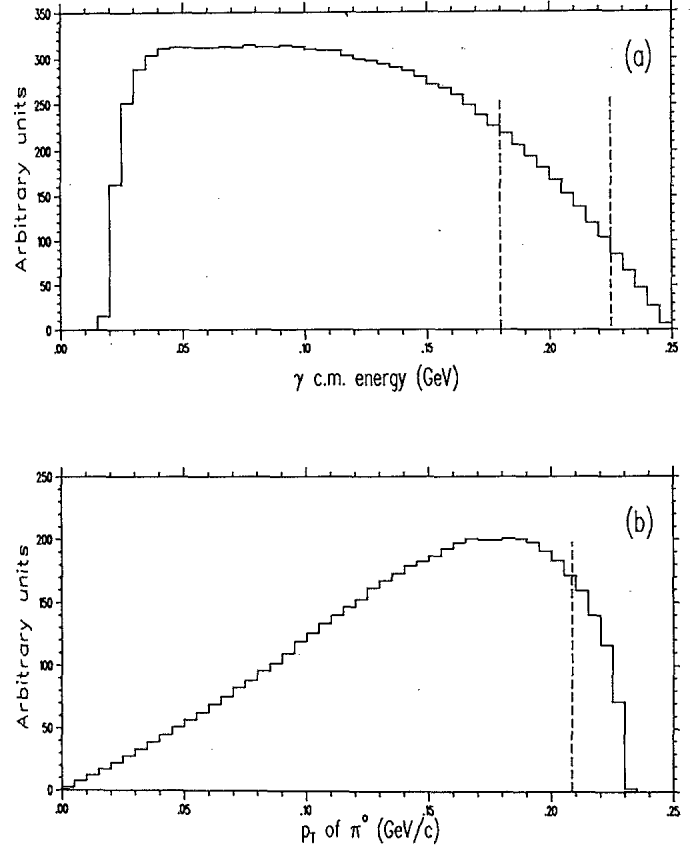 350
(a)
300
250
200
150
100
50
0
Arbitrary units
.00 .05 .10 .15 .20 .25
γ c.m. energy (GeV)
250
(b)
200
150
100
50
0
Arbitrary units
.00 .05 .10 .15 .20 .25
p_T of π° (GeV/c)